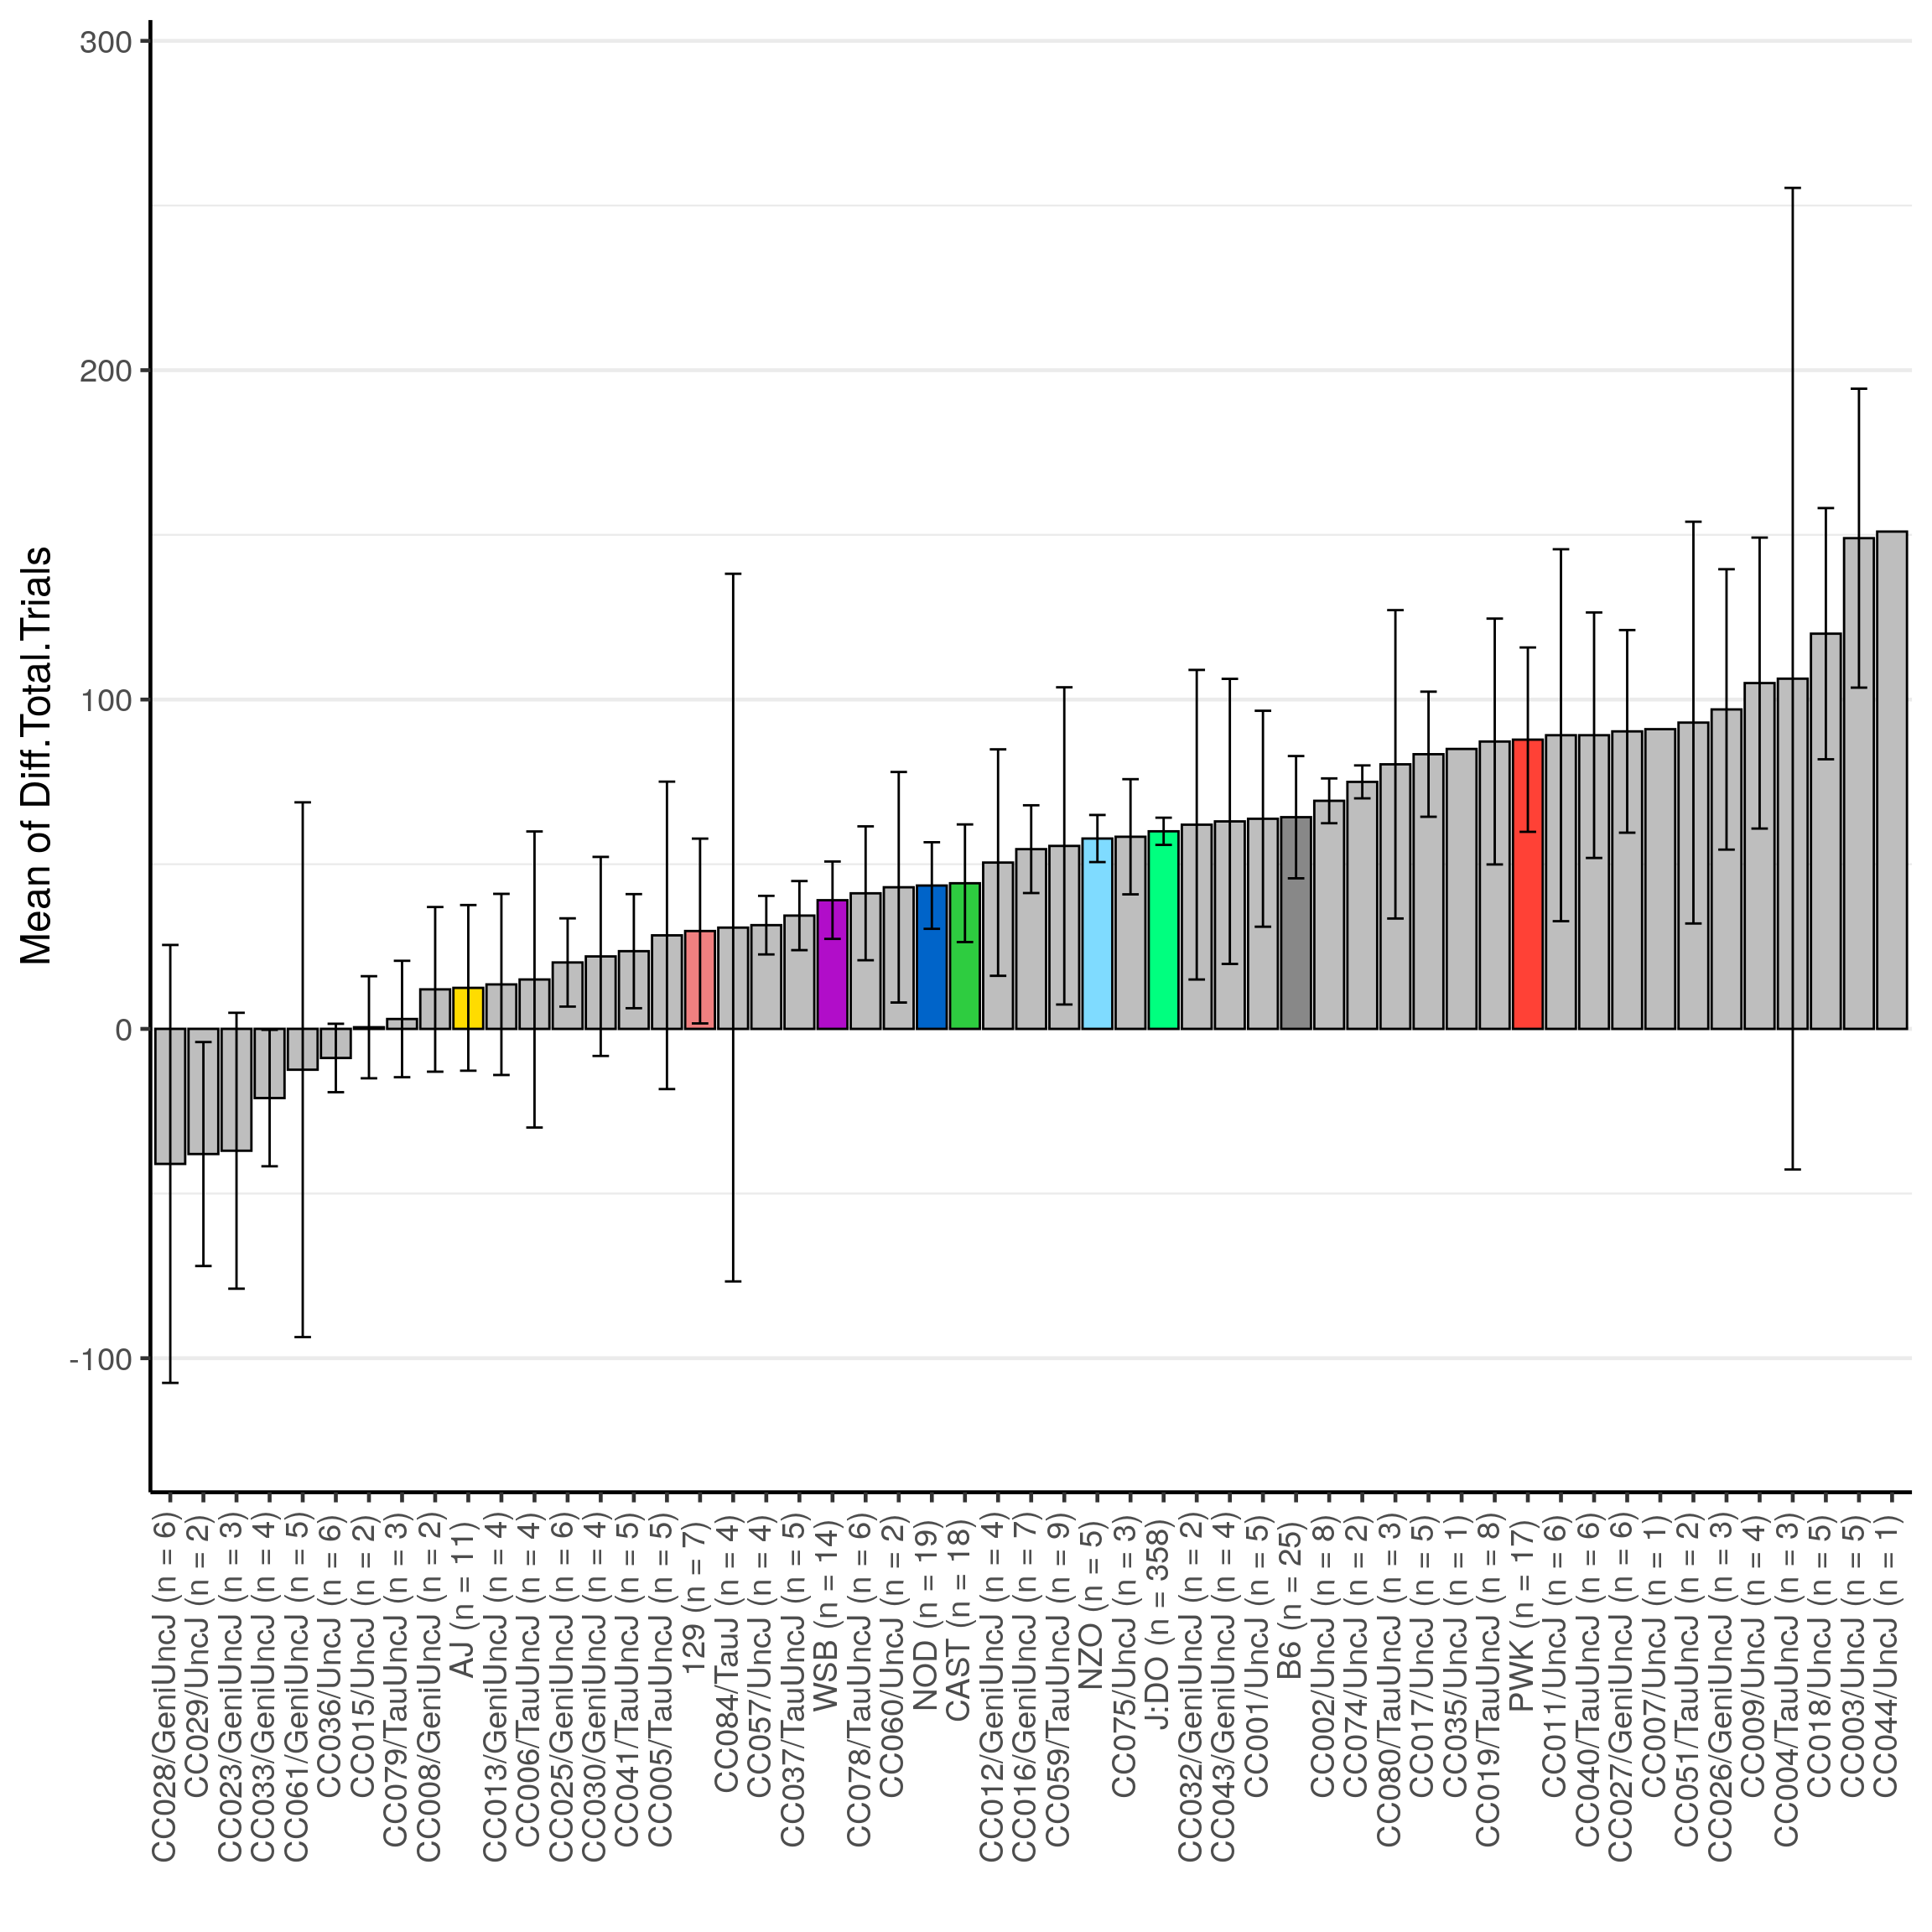 Mean of Diff.Total.Trials
300
200
100
0
-100
CC028/GeniUncJ (n = 6)
CC029/UncJ (n = 2)
CC023/GeniUncJ (n = 3)
CC033/GeniUncJ (n = 4)
CC061/GeniUncJ (n = 5)
CC036/UncJ (n = 6)
CC015/UncJ (n = 2)
CC079/TauUncJ (n = 3)
CC008/GeniUncJ (n = 2)
AJ (n = 11)
CC013/GeniUncJ (n = 4)
CC006/TauUncJ (n = 4)
CC025/GeniUncJ (n = 6)
CC030/GeniUncJ (n = 4)
CC041/TauUncJ (n = 5)
CC005/TauUncJ (n = 5)
129 (n = 7)
CC084/TauJ (n = 4)
CC057/UncJ (n = 4)
CC037/TauUncJ (n = 5)
WSB (n = 14)
CC078/TauUncJ (n = 6)
CC060/UncJ (n = 2)
NOD (n = 19)
CAST (n = 18)
CC012/GeniUncJ (n = 4)
CC016/GeniUncJ (n = 7)
CC059/TauUncJ (n = 9)
NZO (n = 5)
CC075/UncJ (n = 3)
J:DO (n = 358)
CC032/GeniUncJ (n = 2)
CC043/GeniUncJ (n = 4)
CC001/UncJ (n = 5)
B6 (n = 25)
CC002/UncJ (n = 8)
CC074/UncJ (n = 2)
CC080/TauUncJ (n = 3)
CC017/UncJ (n = 5)
CC035/UncJ (n = 1)
CC019/TauUncJ (n = 8)
PWK (n = 17)
CC011/UncJ (n = 6)
CC040/TauUncJ (n = 6)
CC027/GeniUncJ (n = 6)
CC007/UncJ (n = 1)
CC051/TauUncJ (n = 2)
CC026/GeniUncJ (n = 3)
CC009/UncJ (n = 4)
CC004/TauUncJ (n = 3)
CC018/UncJ (n = 5)
CC003/UncJ (n = 5)
CC044/UncJ (n = 1)